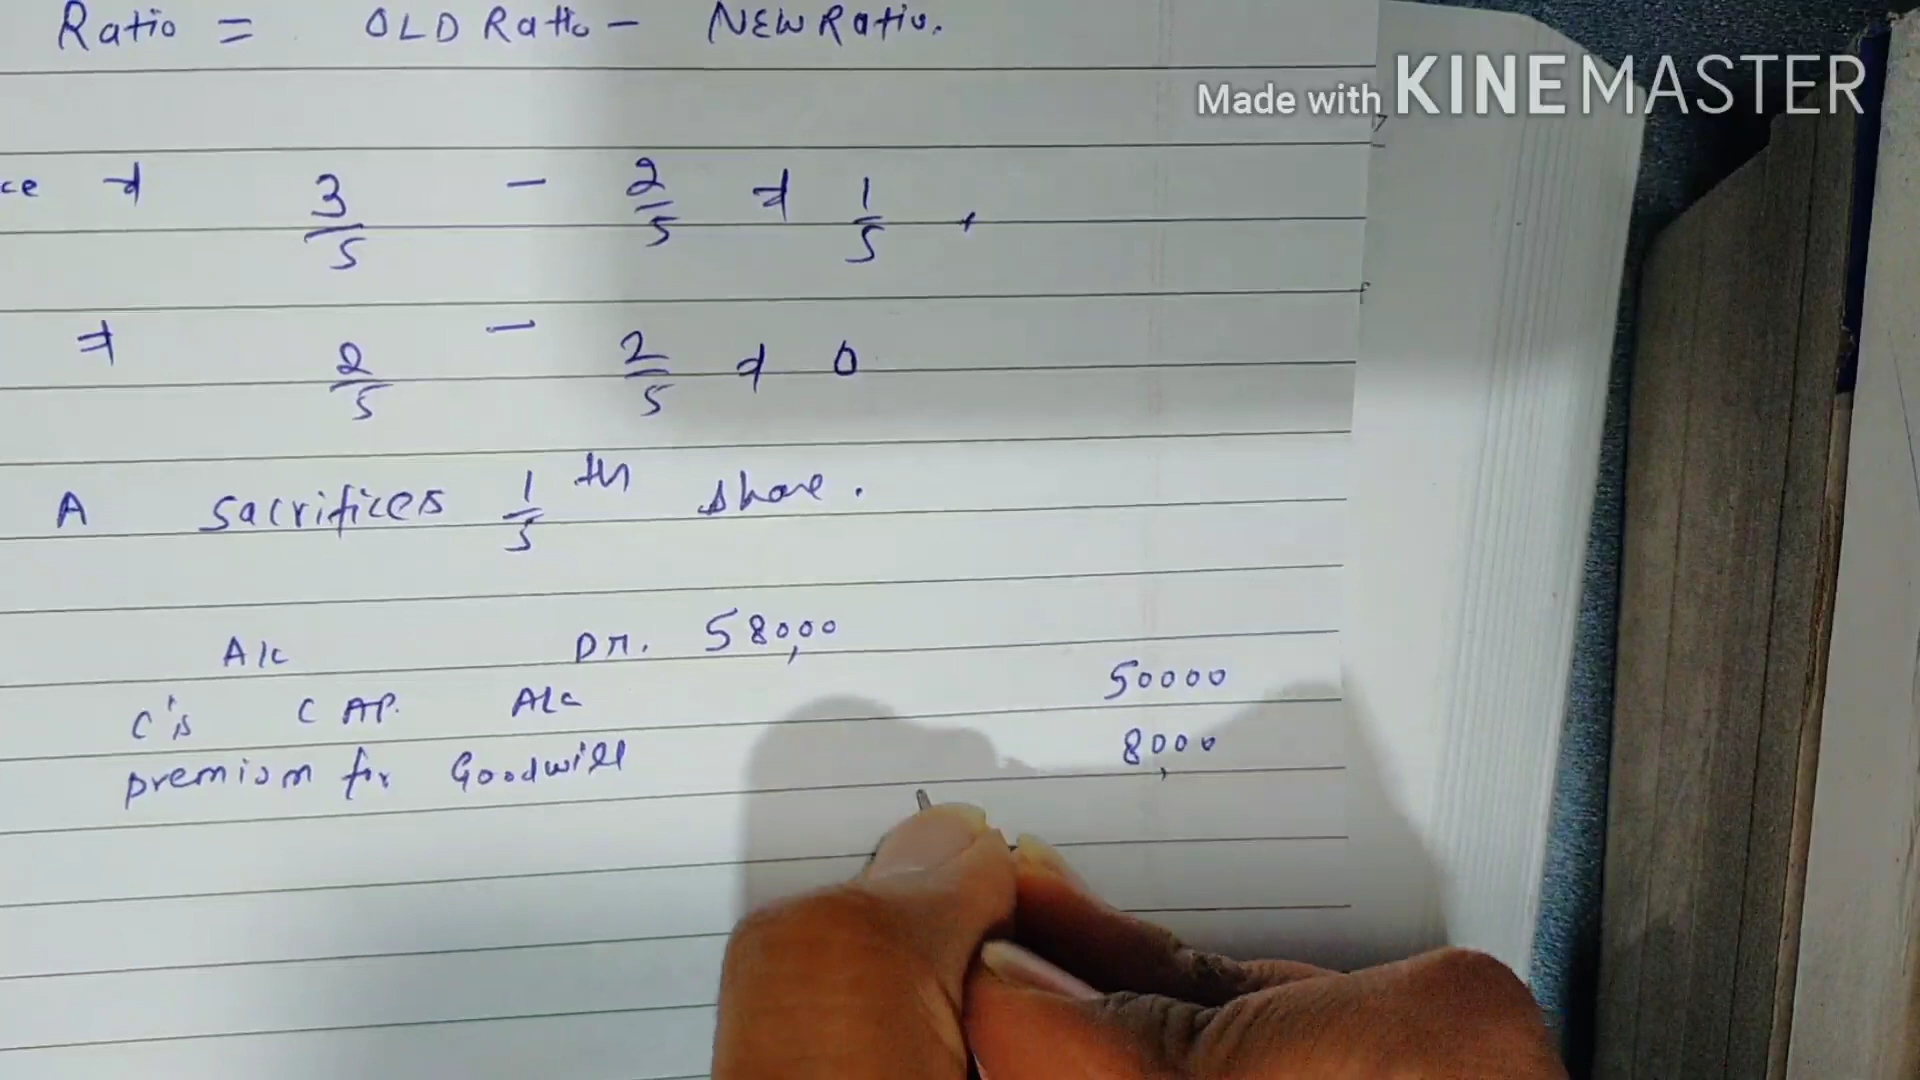 Ratio = OLD Ratio - NEW Ratio.
Made with KINEMASTER
ce ⇒ 3/5 - 2/5 ⇒ 1/5
⇒ 2/5 - 2/5 ⇒ 0
A sacrifices 1/5 th share.
A/c Dr. 58,000
C's CAP. A/c 50000
premium for Goodwill 8,000